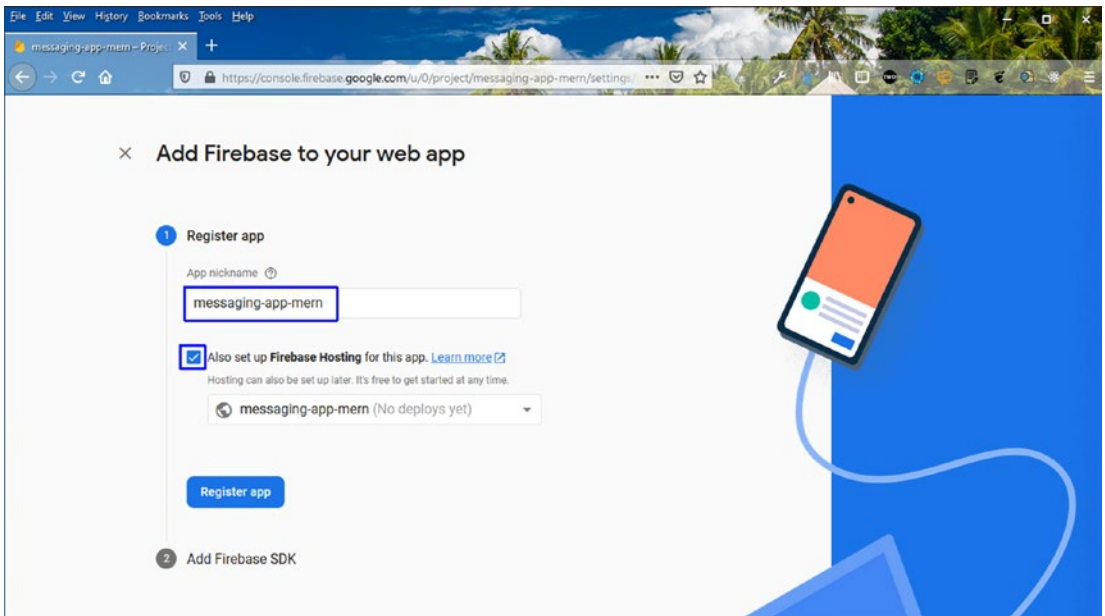 File Edit View History Bookmarks Tools Help
messaging-app-mern – Projec
https://console.firebase.google.com/u/0/project/messaging-app-mern/settings/
Add Firebase to your web app
1 Register app
App nickname
messaging-app-mern
Also set up Firebase Hosting for this app. Learn more
Hosting can also be set up later. It's free to get started at any time.
messaging-app-mern (No deploys yet)
Register app
2 Add Firebase SDK